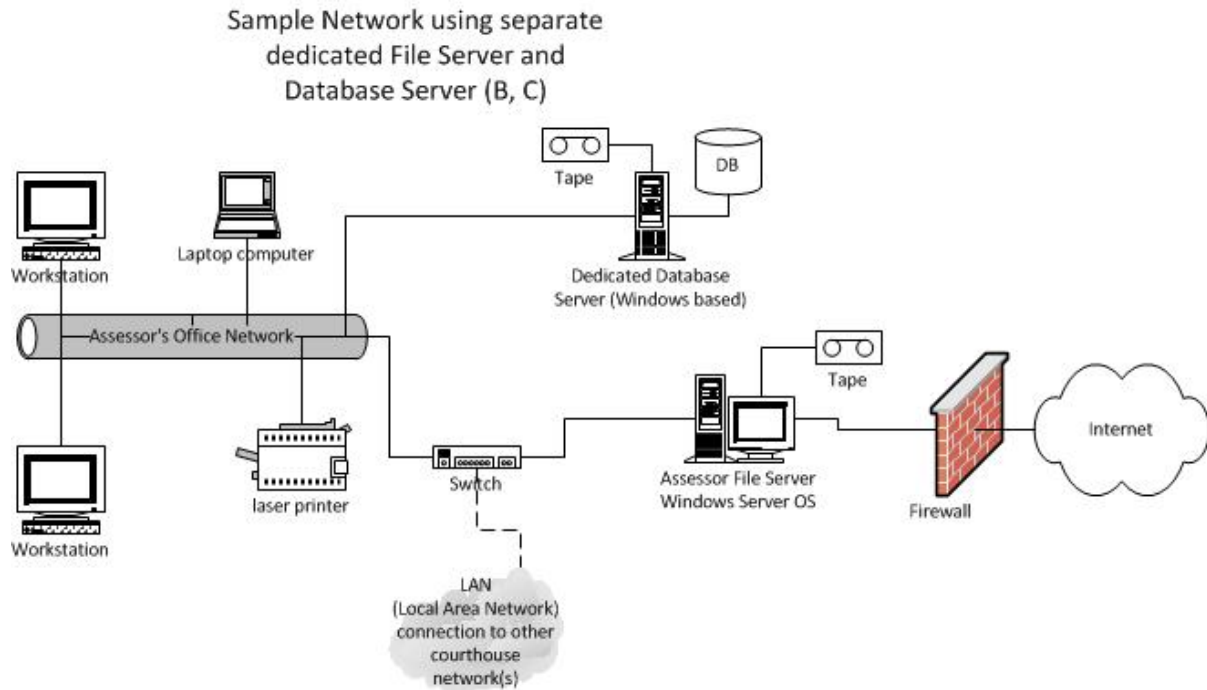 Sample Network using separate
dedicated File Server and
Database Server (B, C)
Tape
DB
Workstation
Laptop computer
Dedicated Database
Server (Windows based)
Assessor's Office Network
Tape
Internet
Switch
Assessor File Server
Windows Server OS
laser printer
Firewall
Workstation
LAN
(Local Area Network)
connection to other
courthouse
network(s)